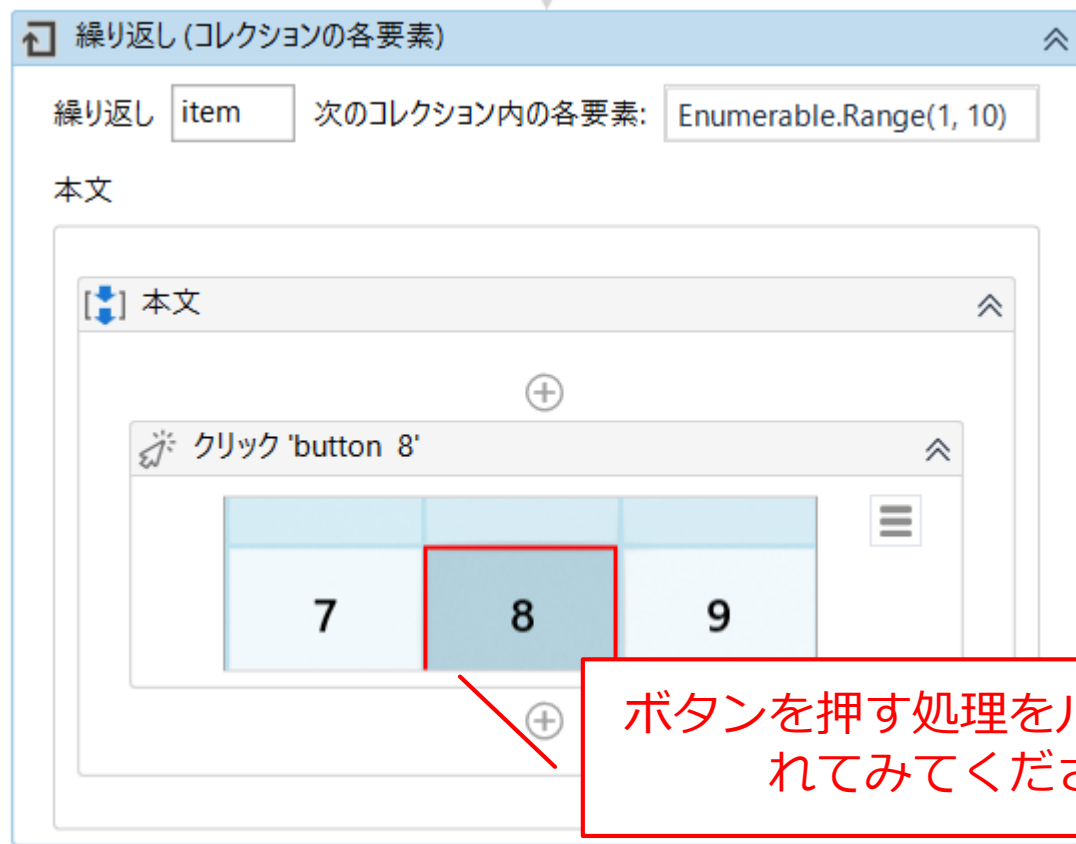 繰り返し (コレクションの各要素)
繰り返し item 次のコレクション内の各要素: Enumerable.Range(1, 10)
本文
本文
クリック 'button 8'
7 8 9
ボタンを押す処理を
れてみてくだ